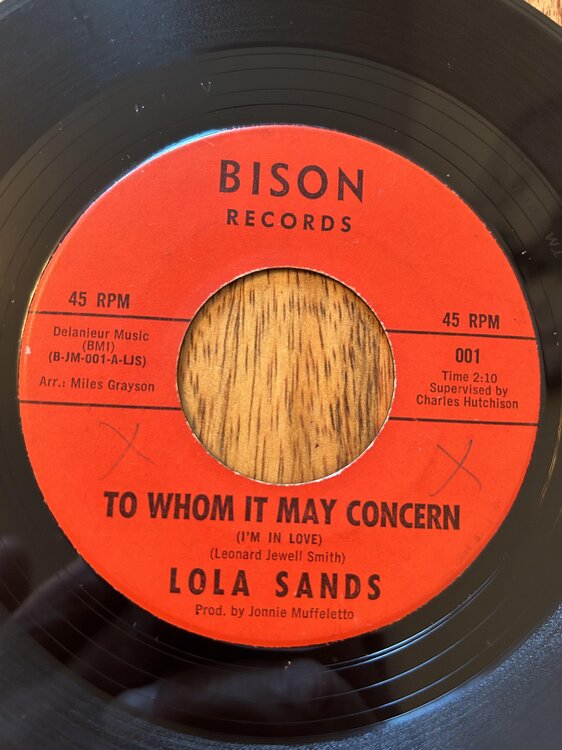 BISON
RECORDS
45 RPM
Delanieur Music
(BMI)
(B-JM-001-A-LJS)
Arr.: Miles Grayson
45 RPM
001
Time 2:10
Supervised by
Charles Hutchison
X
X
TO WHOM IT MAY CONCERN
(I'M IN LOVE)
(Leonard Jewell Smith)
LOLA SANDS
Prod. by Jonnie Muffeletto
TM